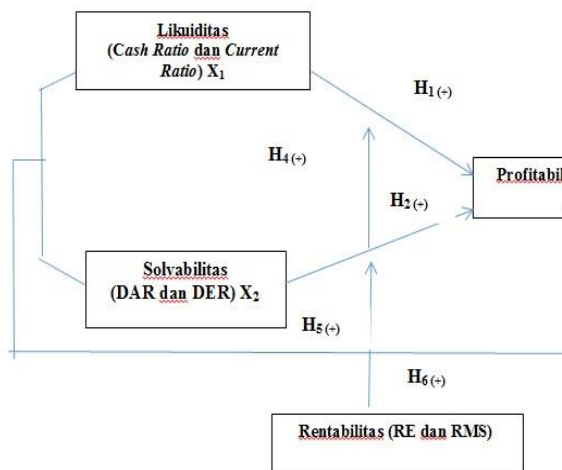 Likuiditas
(Cash Ratio dan Current
Ratio) X₁
H₁(+)
H₄(+)
Profitabil
H₂(+)
Solvabilitas
(DAR dan DER) X₂
H₅(+)
H₆(+)
Rentabilitas (RE dan RMS)